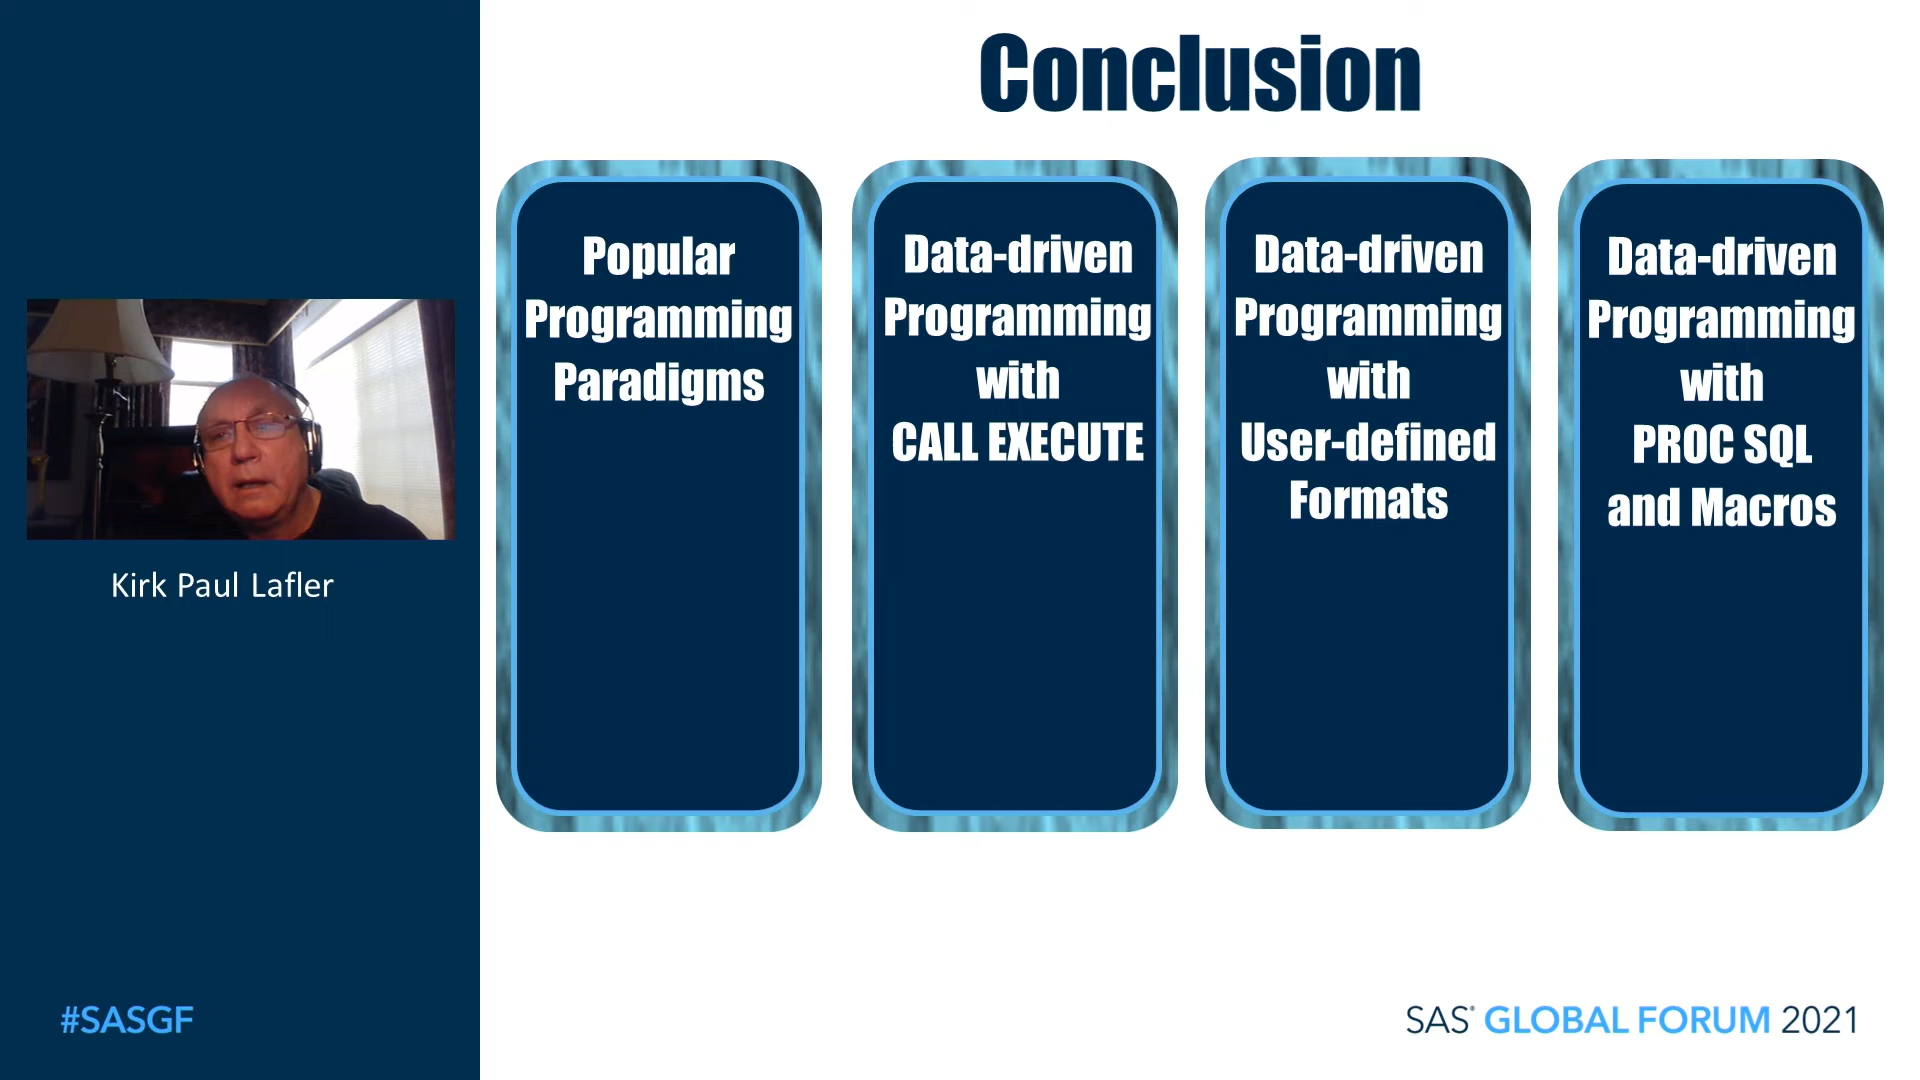 Conclusion
Popular
Programming
Paradigms
Data-driven
Programming
with
CALL EXECUTE
Data-driven
Programming
with
User-defined
Formats
Data-driven
Programming
with
PROC SQL
and Macros
Kirk Paul Lafler
#SASGF
SAS® GLOBAL FORUM 2021